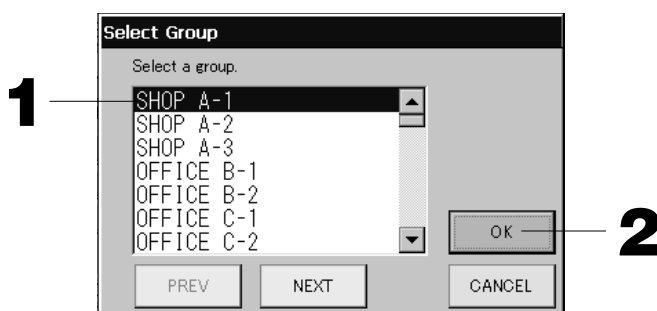 Select Group
Select a group.
1
SHOP A-1
SHOP A-2
SHOP A-3
OFFICE B-1
OFFICE B-2
OFFICE C-1
OFFICE C-2
OK
2
PREV
NEXT
CANCEL